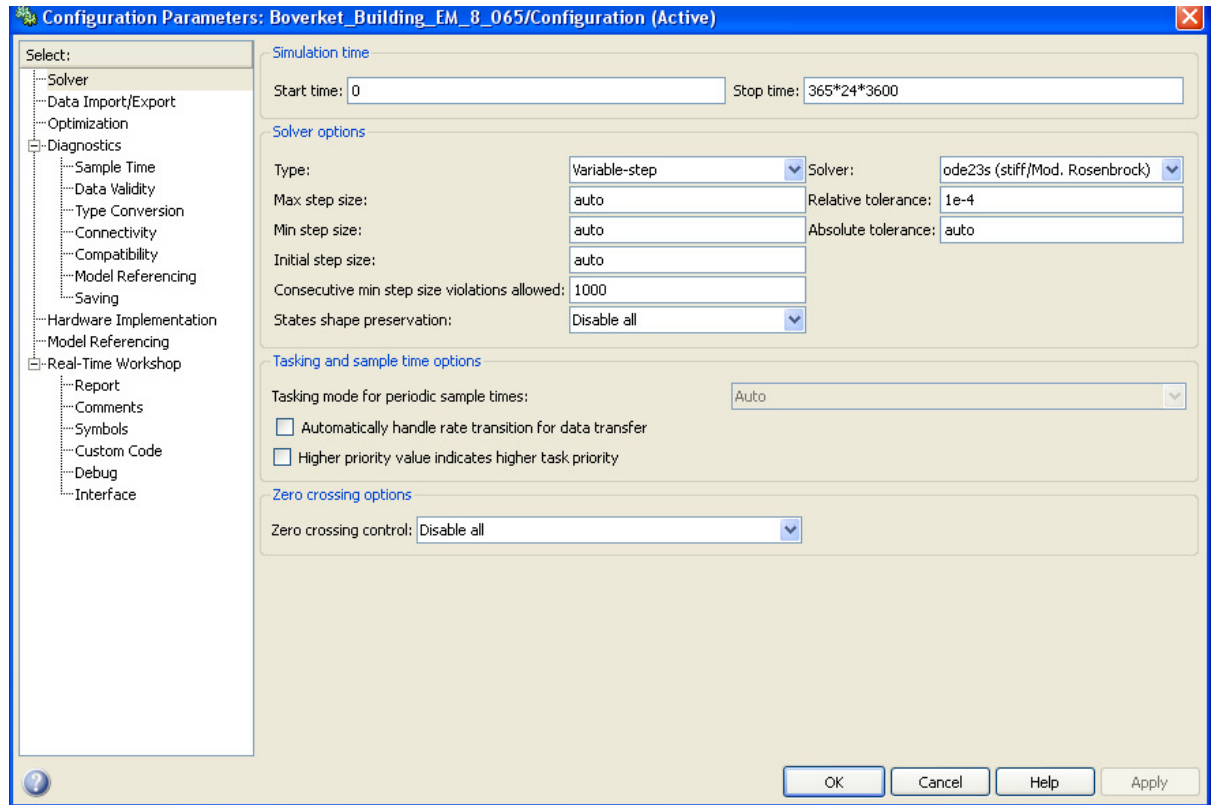 Configuration Parameters: Boverket_Building_EM_8_065/Configuration (Active)
Select:
Solver
Data Import/Export
Optimization
Diagnostics
Sample Time
Data Validity
Type Conversion
Connectivity
Compatibility
Model Referencing
Saving
Hardware Implementation
Model Referencing
Real-Time Workshop
Report
Comments
Symbols
Custom Code
Debug
Interface
Simulation time
Start time: 0 Stop time: 365*24*3600
Solver options
Type: Variable-step Solver: ode23s (stiff/Mod. Rosenbrock)
Max step size: auto Relative tolerance: 1e-4
Min step size: auto Absolute tolerance: auto
Initial step size: auto
Consecutive min step size violations allowed: 1000
States shape preservation: Disable all
Tasking and sample time options
Tasking mode for periodic sample times: Auto
Automatically handle rate transition for data transfer
Higher priority value indicates higher task priority
Zero crossing options
Zero crossing control: Disable all
OK Cancel Help Apply